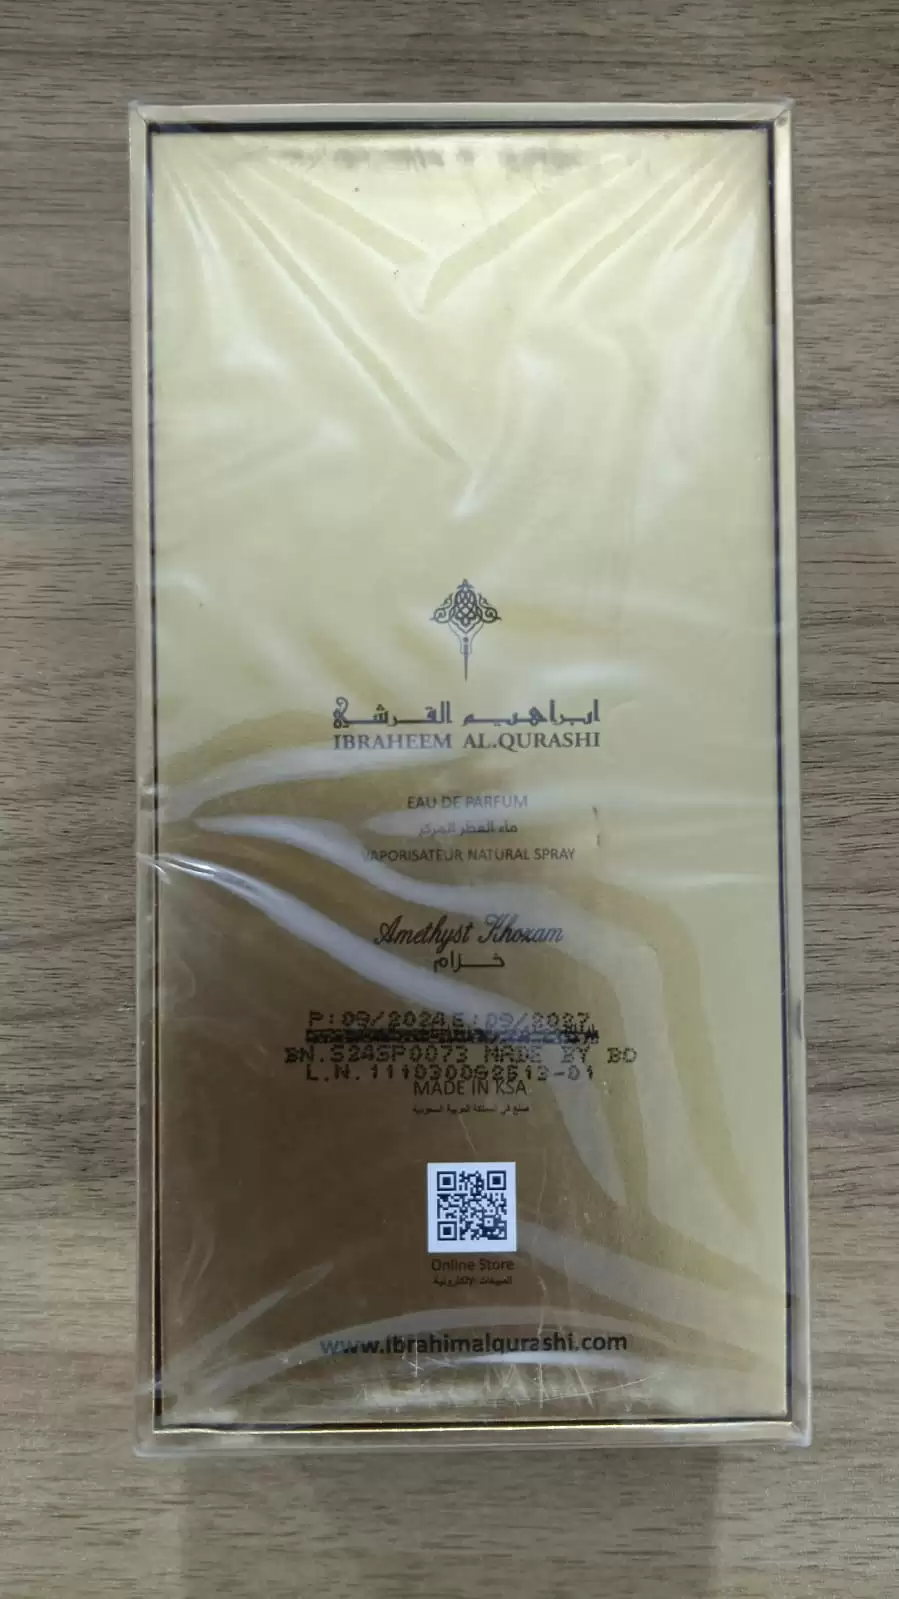 ابراهيم القرشي
IBRAHEEM AL.QURASHI
EAU DE PARFUM
ماء العطر المركز
VAPORISATEUR NATURAL SPRAY
Amethyst Khozam
خزام
P:09/2024E:09/2027
BN.S24SP0073 MADE BY BO
L.N.111030092513-01
MADE IN KSA
صنع في المملكة العربية السعودية
Online Store
المبيعات الإلكترونية
www.ibrahimalqurashi.com